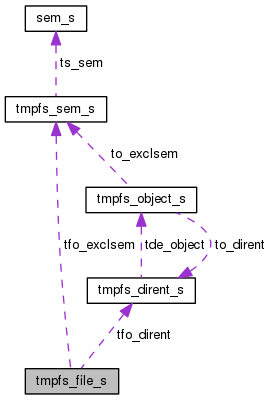 sem_s
ts_sem
tmpfs_sem_s
to_exclsem
tmpfs_object_s
tfo_exclsem tde_object to_dirent
tmpfs_dirent_s
tfo_dirent
tmpfs_file_s